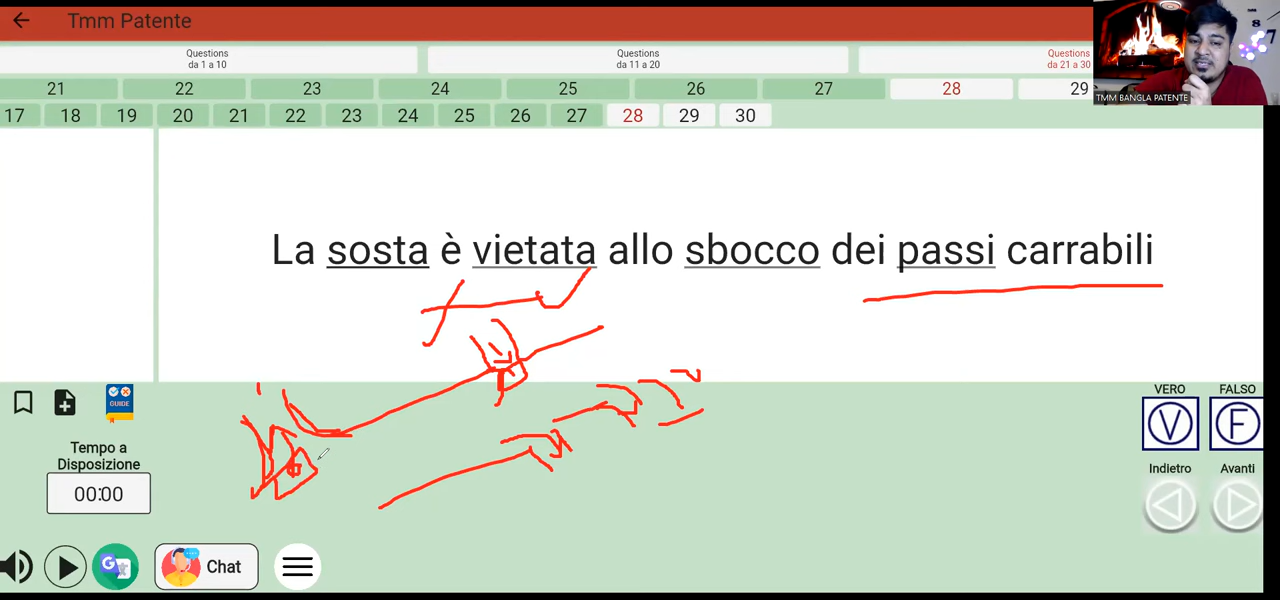 Tmm Patente
Questions
da 1 a 10
Questions
da 11 a 20
Questions
da 21 a 30
21 22 23 24 25 26 27 28 29
17 18 19 20 21 22 23 24 25 26 27 28 29 30
TMM BANGLA PATENTE
La sosta è vietata allo sbocco dei passi carrabili
GUIDE
Tempo a
Disposizione
00:00
VERO FALSO
V F
Indietro Avanti
G
Chat